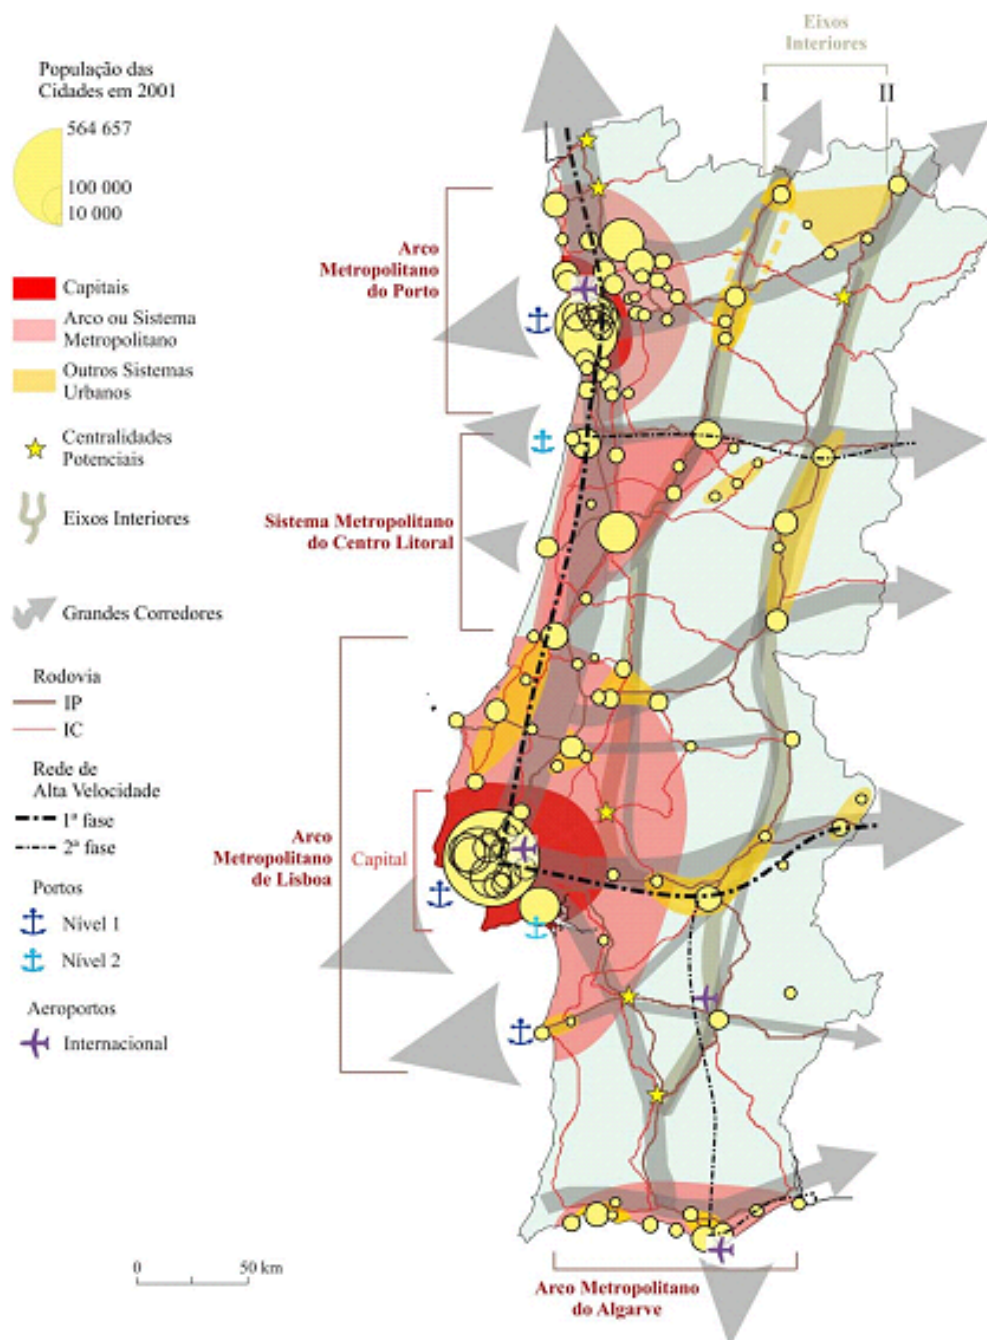 Eixos
Interiores
I
II
População das
Cidades em 2001
564 657
100 000
10 000
Capitais
Arco ou Sistema
Metropolitano
Outros Sistemas
Urbanos
Centralidades
Potenciais
Eixos Interiores
Grandes Corredores
Rodovia
IP
IC
Rede de
Alta Velocidade
1ª fase
2ª fase
Portos
Nível 1
Nível 2
Aeroportos
Internacional
Arco
Metropolitano
do Porto
Sistema Metropolitano
do Centro Litoral
Arco
Metropolitano
de Lisboa
Capital
0
50 km
Arco Metropolitano
do Algarve